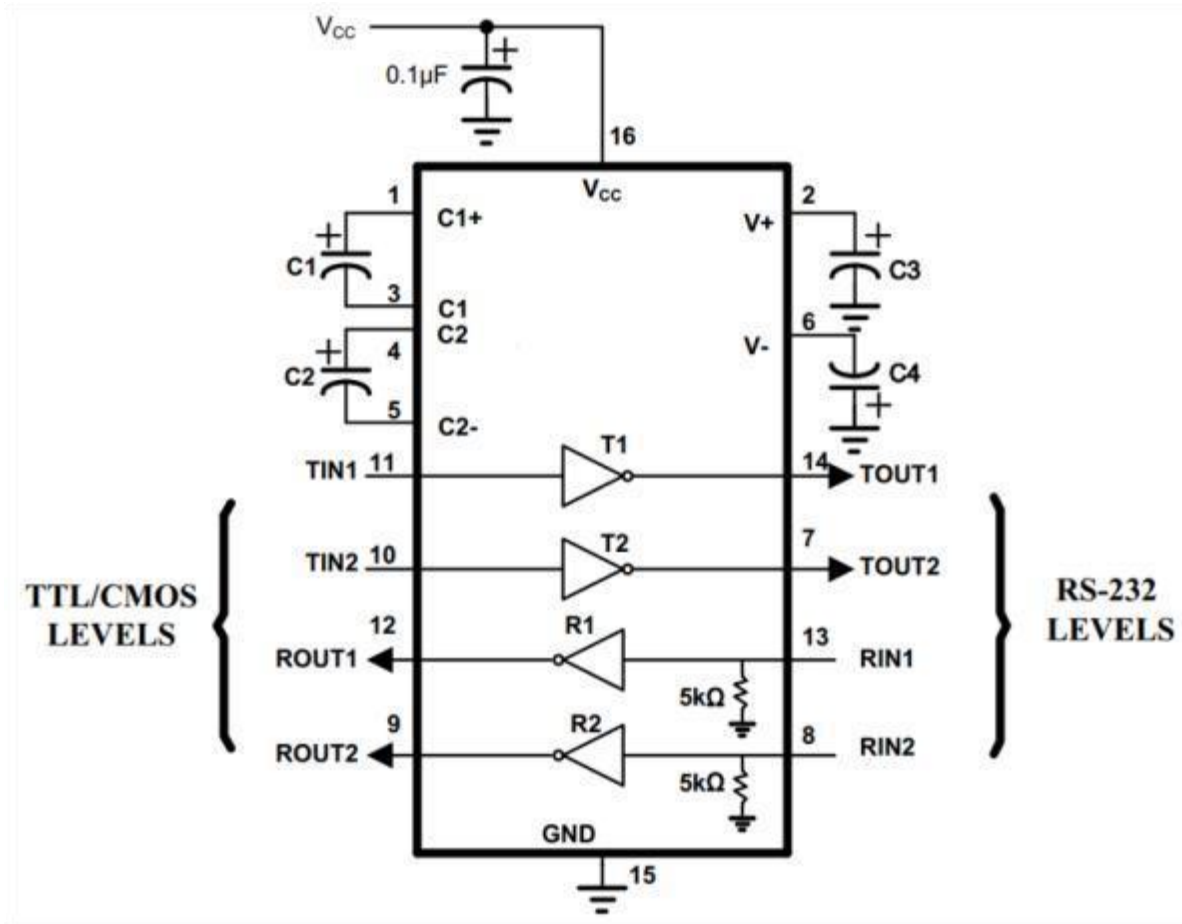 VCC
+
0.1µF
16
VCC
1
C1+
+
C1
3
C1
C2
4
+
C2
5
C2-
2
V+
+
C3
6
V-
C4
+
TIN1
11
T1
14
TOUT1
TIN2
10
T2
7
TOUT2
TTL/CMOS
LEVELS
RS-232
LEVELS
ROUT1
12
R1
13
RIN1
5kΩ
ROUT2
9
R2
8
RIN2
5kΩ
GND
15